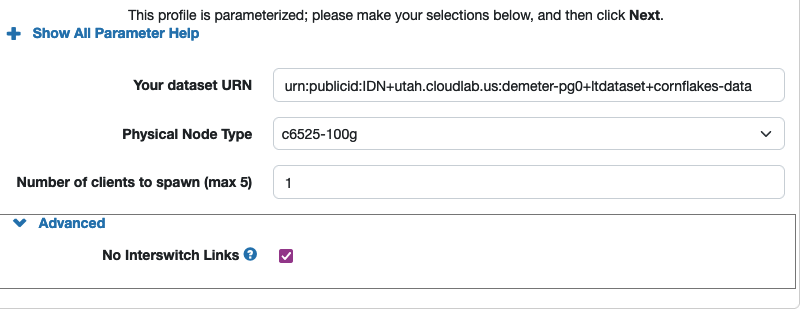 This profile is parameterized; please make your selections below, and then click Next.
Show All Parameter Help
Your dataset URN urn:publicid:IDN+utah.cloudlab.us:demeter-pg0+ltdataset+cornflakes-data
Physical Node Type c6525-100g
Number of clients to spawn (max 5) 1
Advanced
No Interswitch Links ?